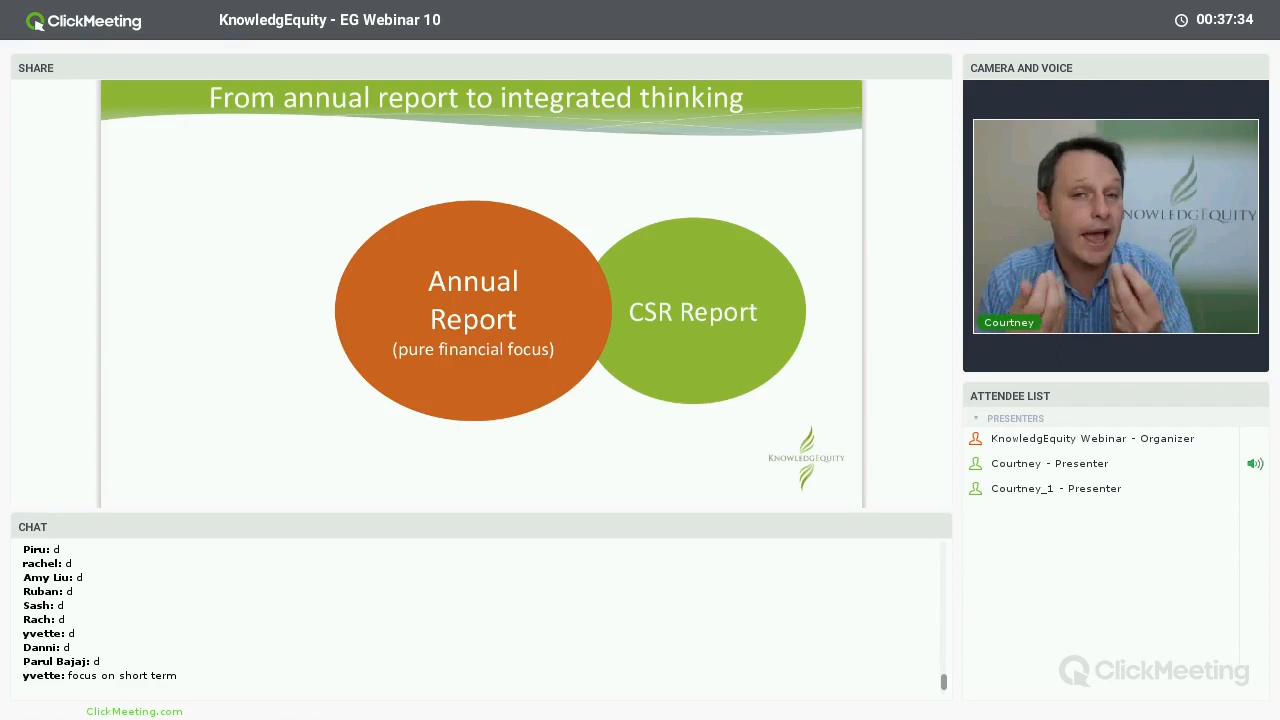 ClickMeeting
KnowledgEquity - EG Webinar 10
00:37:34
SHARE
From annual report to integrated thinking
Annual
Report
(pure financial focus)
CSR Report
KNOWLEDGEQUITY
CAMERA AND VOICE
KNOWLEDGEQUITY
Courtney
ATTENDEE LIST
PRESENTERS
KnowledgEquity Webinar - Organizer
Courtney - Presenter
Courtney_1 - Presenter
CHAT
Piru: d
rachel: d
Amy Liu: d
Ruban: d
Sash: d
Rach: d
yvette: d
Danni: d
Parul Bajaj: d
yvette: focus on short term
ClickMeeting
ClickMeeting.com